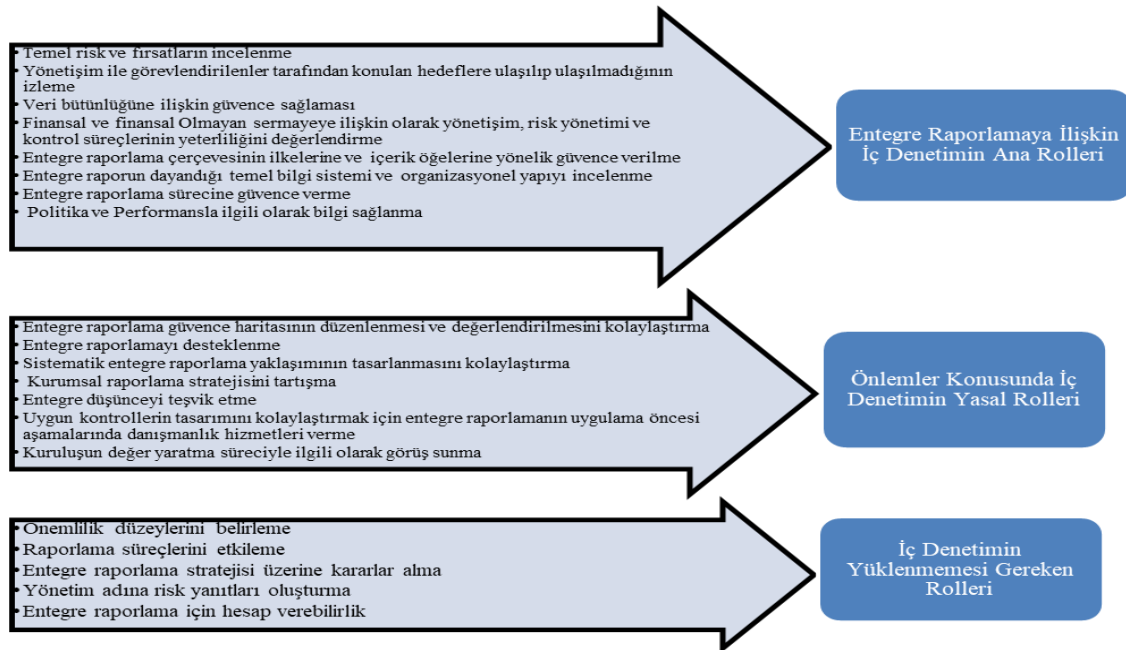 • Temel risk ve fırsatların incelenme
• Yönetişim ile görevlendirilenler tarafından konulan hedeflere ulaşılıp ulaşılmadığının
izleme
• Veri bütünlüğüne ilişkin güvence sağlaması
• Finansal ve finansal Olmayan sermayeye ilişkin olarak yönetişim, risk yönetimi ve
kontrol süreçlerinin yeterliliğini değerlendirme
• Entegre raporlama çerçevesinin ilkelerine ve içerik öğelerine yönelik güvence verilme
• Entegre raporun dayandığı temel bilgi sistemi ve organizasyonel yapıyı incelenme
• Entegre raporlama sürecine güvence verme
• Politika ve Performansla ilgili olarak bilgi sağlanma
Entegre Raporlamaya İlişkin
İç Denetimin Ana Rolleri
• Entegre raporlama güvence haritasının düzenlenmesi ve değerlendirilmesini kolaylaştırma
• Entegre raporlamayı desteklenme
• Sistematik entegre raporlama yaklaşımının tasarlanmasını kolaylaştırma
• Kurumsal raporlama stratejisini tartışma
• Entegre düşünceyi teşvik etme
• Uygun kontrollerin tasarımını kolaylaştırmak için entegre raporlamanın uygulama öncesi
aşamalarında danışmanlık hizmetleri verme
• Kuruluşun değer yaratma süreciyle ilgili olarak görüş sunma
Önlemler Konusunda İç
Denetimin Yasal Rolleri
• Önemlilik düzeylerini belirleme
• Raporlama süreçlerini etkileme
• Entegre raporlama stratejisi üzerine kararlar alma
• Yönetim adına risk yanıtları oluşturma
• Entegre raporlama için hesap verebilirlik
İç Denetimin
Yüklenmemesi Gereken
Rolleri